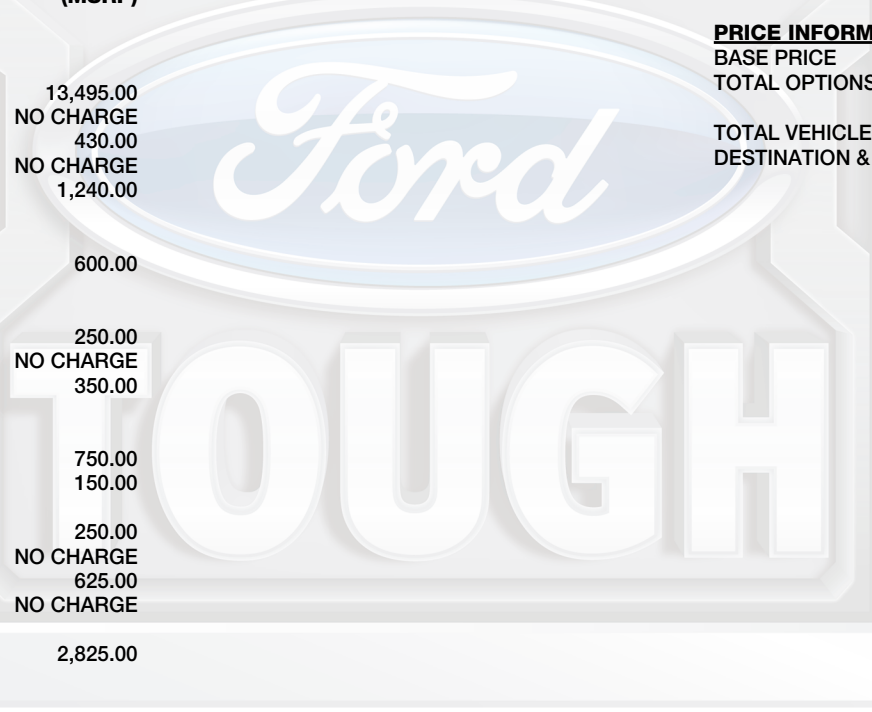 (MSRP)
13,495.00
NO CHARGE
430.00
NO CHARGE
1,240.00
600.00
250.00
NO CHARGE
350.00
750.00
150.00
250.00
NO CHARGE
625.00
NO CHARGE
2,825.00
PRICE INFORM
BASE PRICE
TOTAL OPTIONS
TOTAL VEHICLE
DESTINATION &
Ford
TOUGH